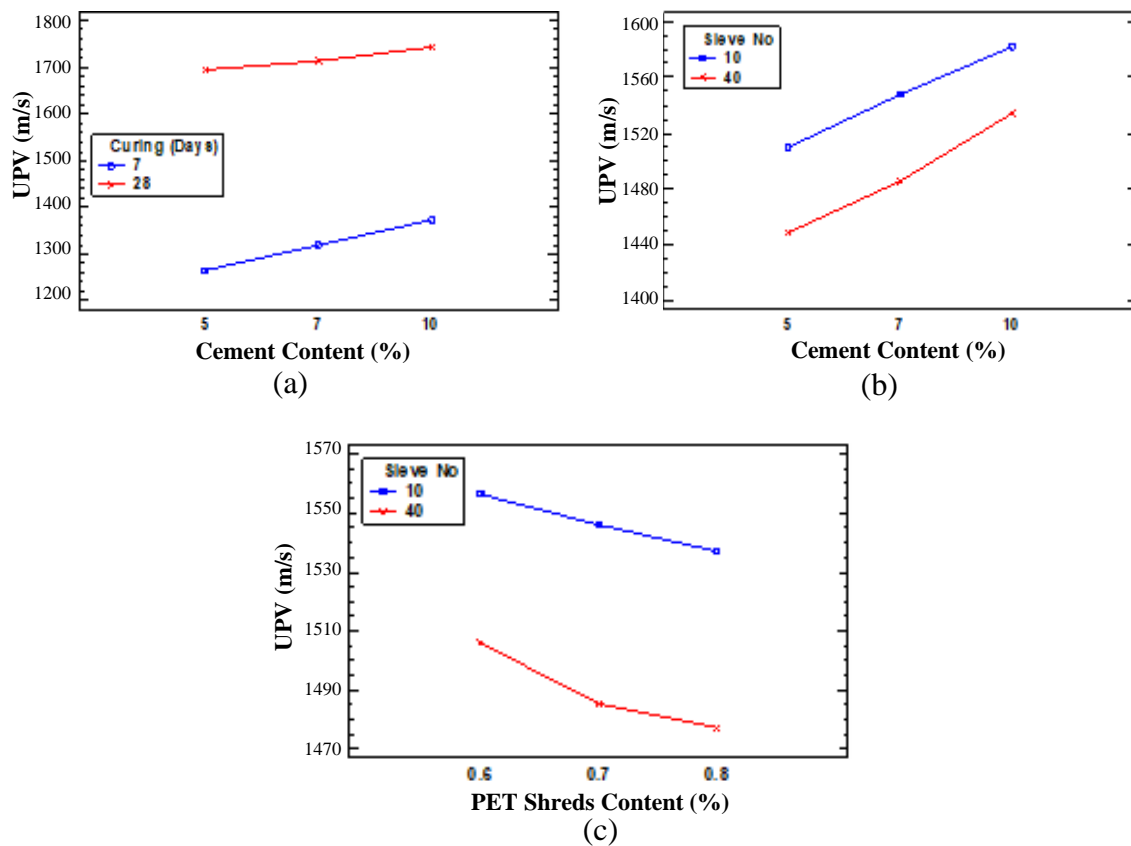 1800
1700
1600
1500
1400
1300
1200
UPV (m/s)
Curing (Days)
7
28
5 7 10
Cement Content (%)
(a)
1600
1560
1520
1480
1440
1400
UPV (m/s)
Sieve No
10
40
5 7 10
Cement Content (%)
(b)
1570
1550
1530
1510
1490
1470
UPV (m/s)
Sieve No
10
40
0.6 0.7 0.8
PET Shreds Content (%)
(c)